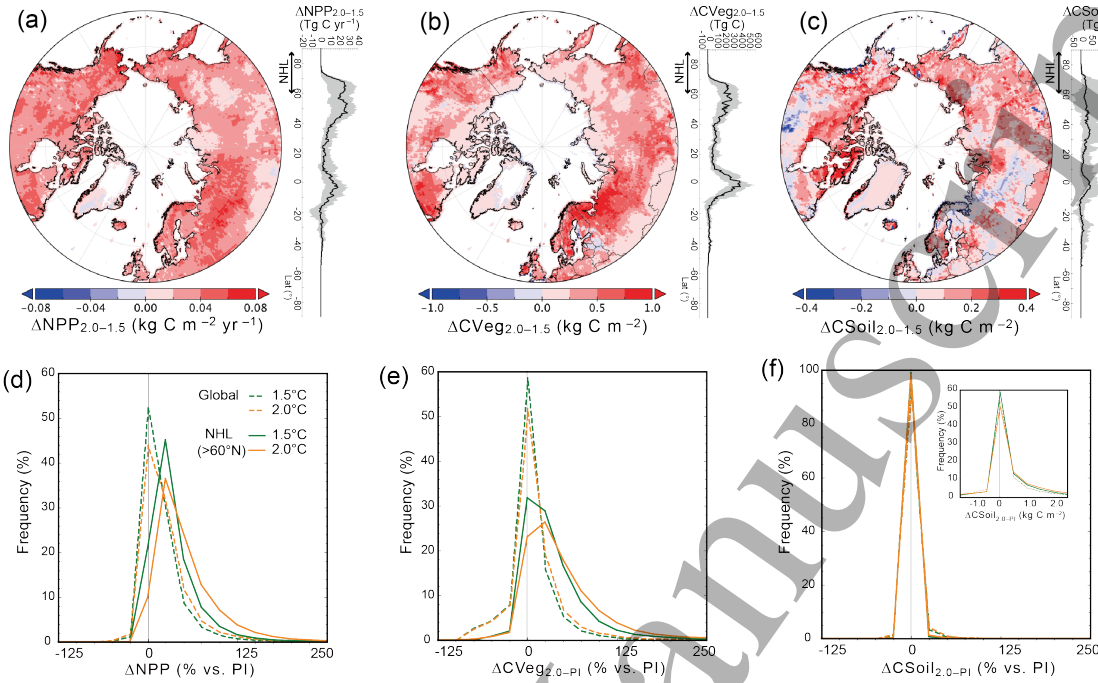 (a)
ΔNPP2.0−1.5
(Tg C yr−1)
-20 -10 0 10 20 30 40
NHL
80 60 40 20 0 -20 -40 -60 -80
Lat (°)
−0.08 −0.04 0.00 0.04 0.08
ΔNPP2.0−1.5 (kg C m−2 yr−1)
(b)
ΔCVeg2.0−1.5
(Tg C)
-100 0 100 200 300 400 500 600
NHL
80 60 40 20 0 -20 -40 -60 -80
Lat (°)
−1.0 −0.5 0.0 0.5 1.0
ΔCVeg2.0−1.5 (kg C m−2)
(c)
ΔCSoil
(Tg
50 0 50
NHL
80 60 40 20 0 -20 -40 -60 -80
Lat (°)
−0.4 −0.2 0.0 0.2 0.4
ΔCSoil2.0−1.5 (kg C m−2)
(d)
60
50
40
30
20
10
0
Frequency (%)
Global
1.5°C
2.0°C
NHL
(>60°N)
1.5°C
2.0°C
-125 0 125 250
ΔNPP (% vs. PI)
(e)
60
50
40
30
20
10
0
Frequency (%)
-125 0 125 250
ΔCVeg2.0−PI (% vs. PI)
(f)
100
80
60
40
20
0
Frequency (%)
60
50
40
30
20
10
0
Frequency (%)
-1.0 0 1.0 2.0
ΔCSoil2.0−PI (kg C m−2)
-125 0 125 250
ΔCSoil2.0−PI (% vs. PI)
anuscrip